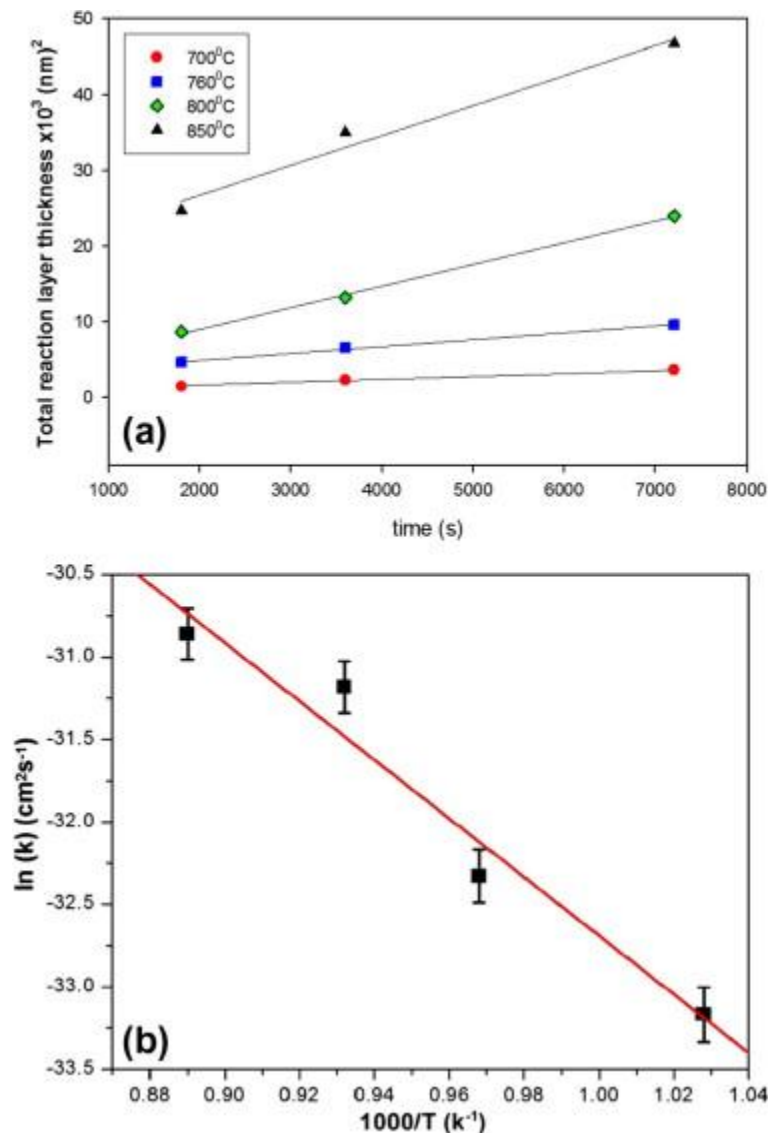 Total reaction layer thickness x10³ (nm)²
50
40
30
20
10
0
700⁰C
760⁰C
800⁰C
850⁰C
(a)
1000 2000 3000 4000 5000 6000 7000 8000
time (s)
ln (k) (cm²s⁻¹)
-30.5
-31.0
-31.5
-32.0
-32.5
-33.0
-33.5
(b)
0.88 0.90 0.92 0.94 0.96 0.98 1.00 1.02 1.04
1000/T (k⁻¹)